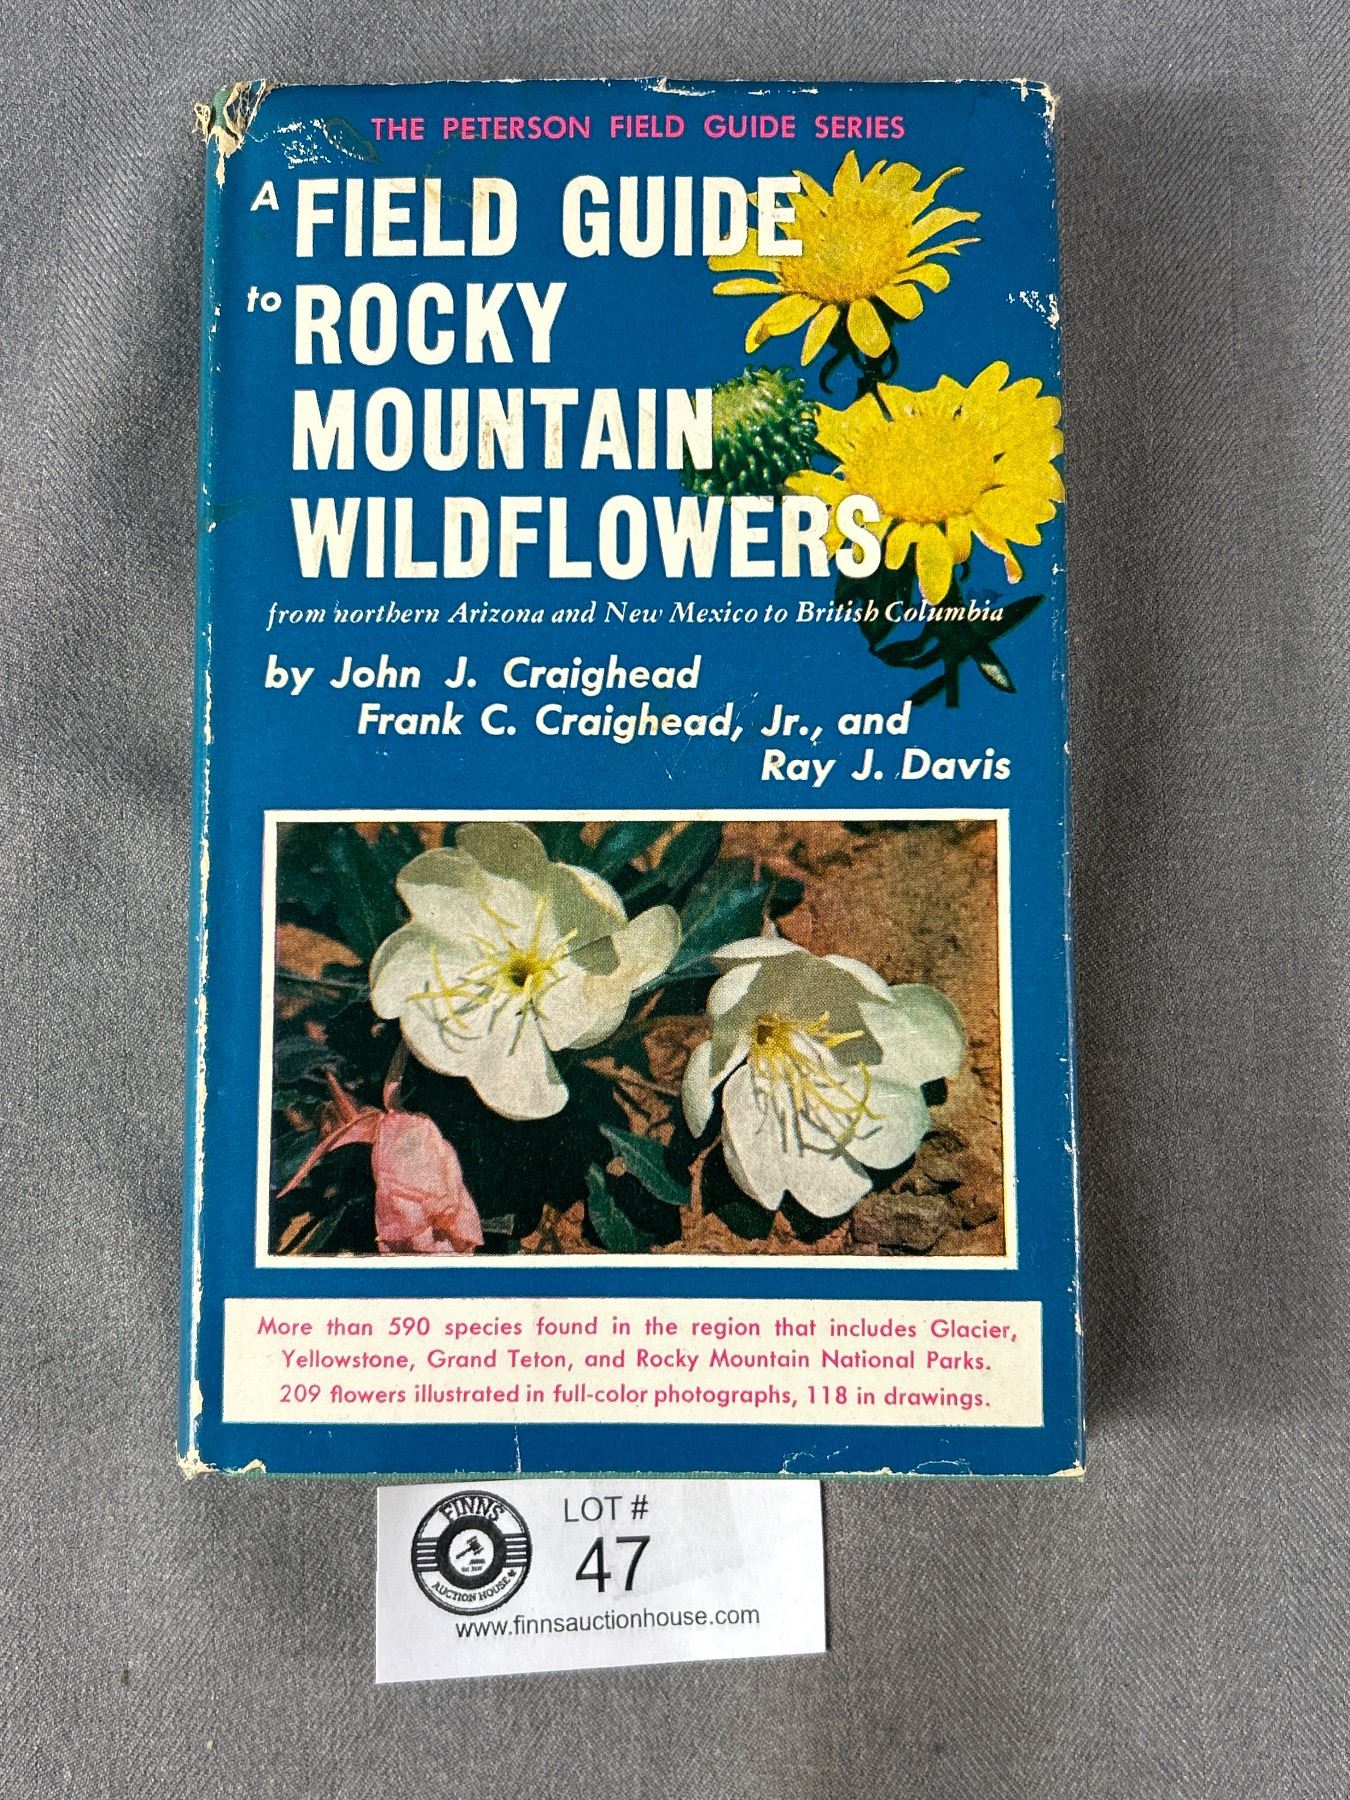 THE PETERSON FIELD GUIDE SERIES
A FIELD GUIDE
to ROCKY
MOUNTAIN
WILDFLOWERS
from northern Arizona and New Mexico to British Columbia
by John J. Craighead
Frank C. Craighead, Jr., and
Ray J. Davis
More than 590 species found in the region that includes Glacier,
Yellowstone, Grand Teton, and Rocky Mountain National Parks.
209 flowers illustrated in full-color photographs, 118 in drawings.
FINNS
AUCTION HOUSE
LOT #
47
www.finnsauctionhouse.com